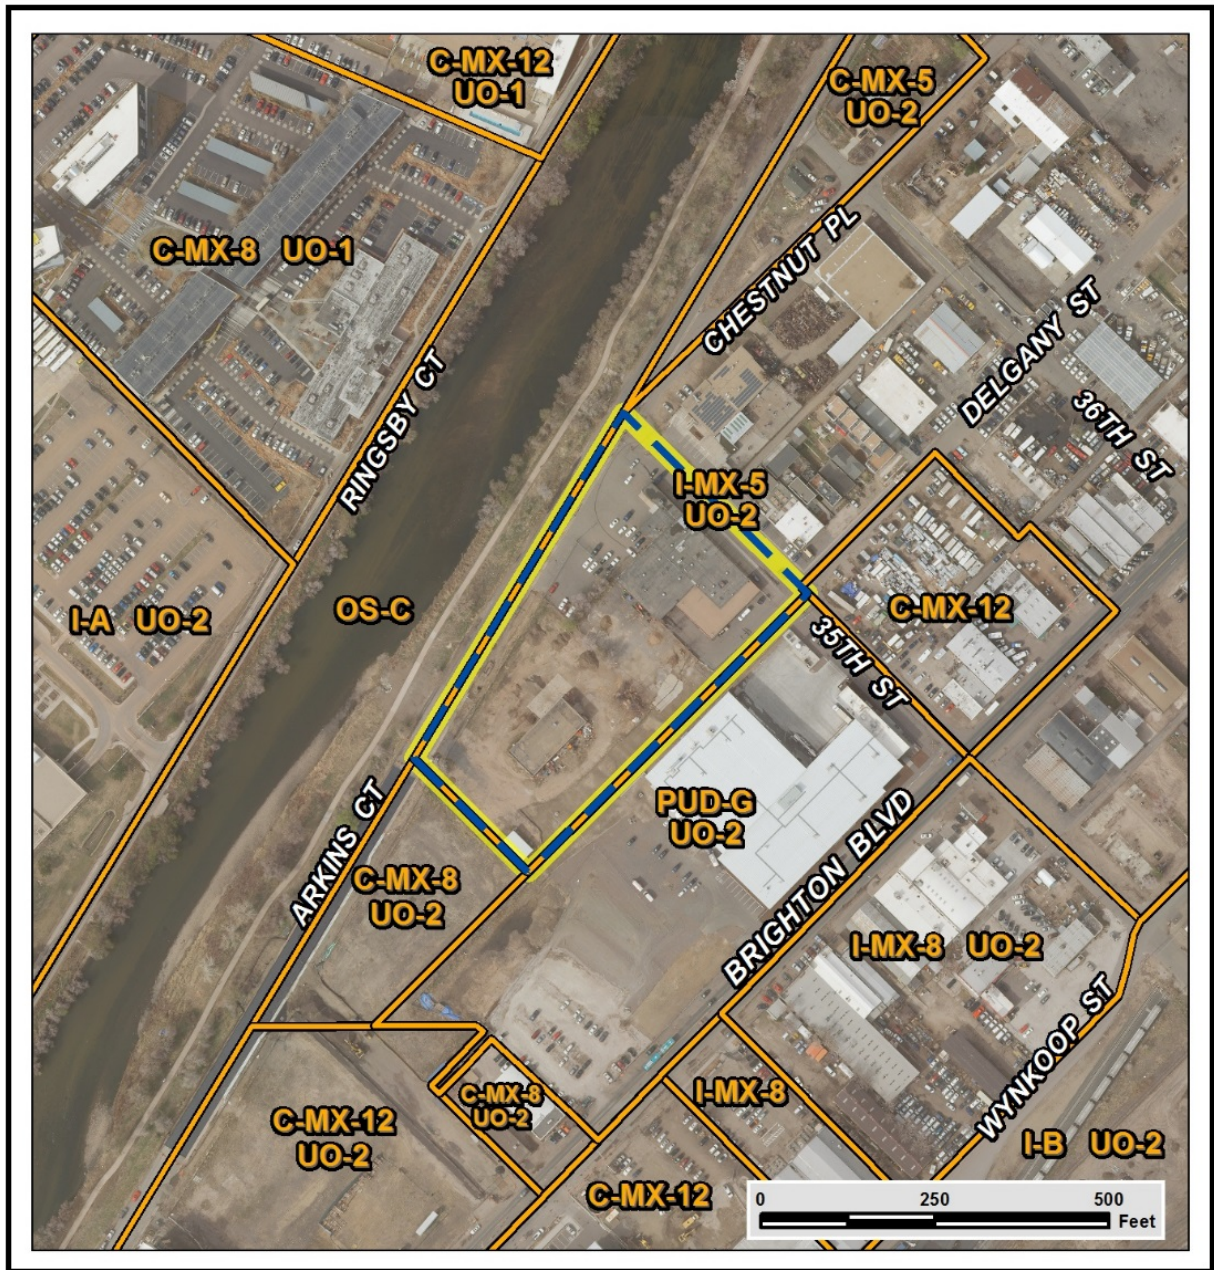 C-MX-12
UO-1
C-MX-5
UO-2
C-MX-8 UO-1
CHESTNUT PL
DELGANY ST
RINGSBY CT
36TH ST
I-MX-5
UO-2
I-A UO-2
OS-C
C-MX-12
35TH ST
PUD-G
UO-2
ARKINS CT
C-MX-8
UO-2
BRIGHTON BLVD
I-MX-8 UO-2
WYNKOOP ST
C-MX-8
UO-2
I-MX-8
C-MX-12
UO-2
I-B UO-2
C-MX-12
0 250 500
Feet